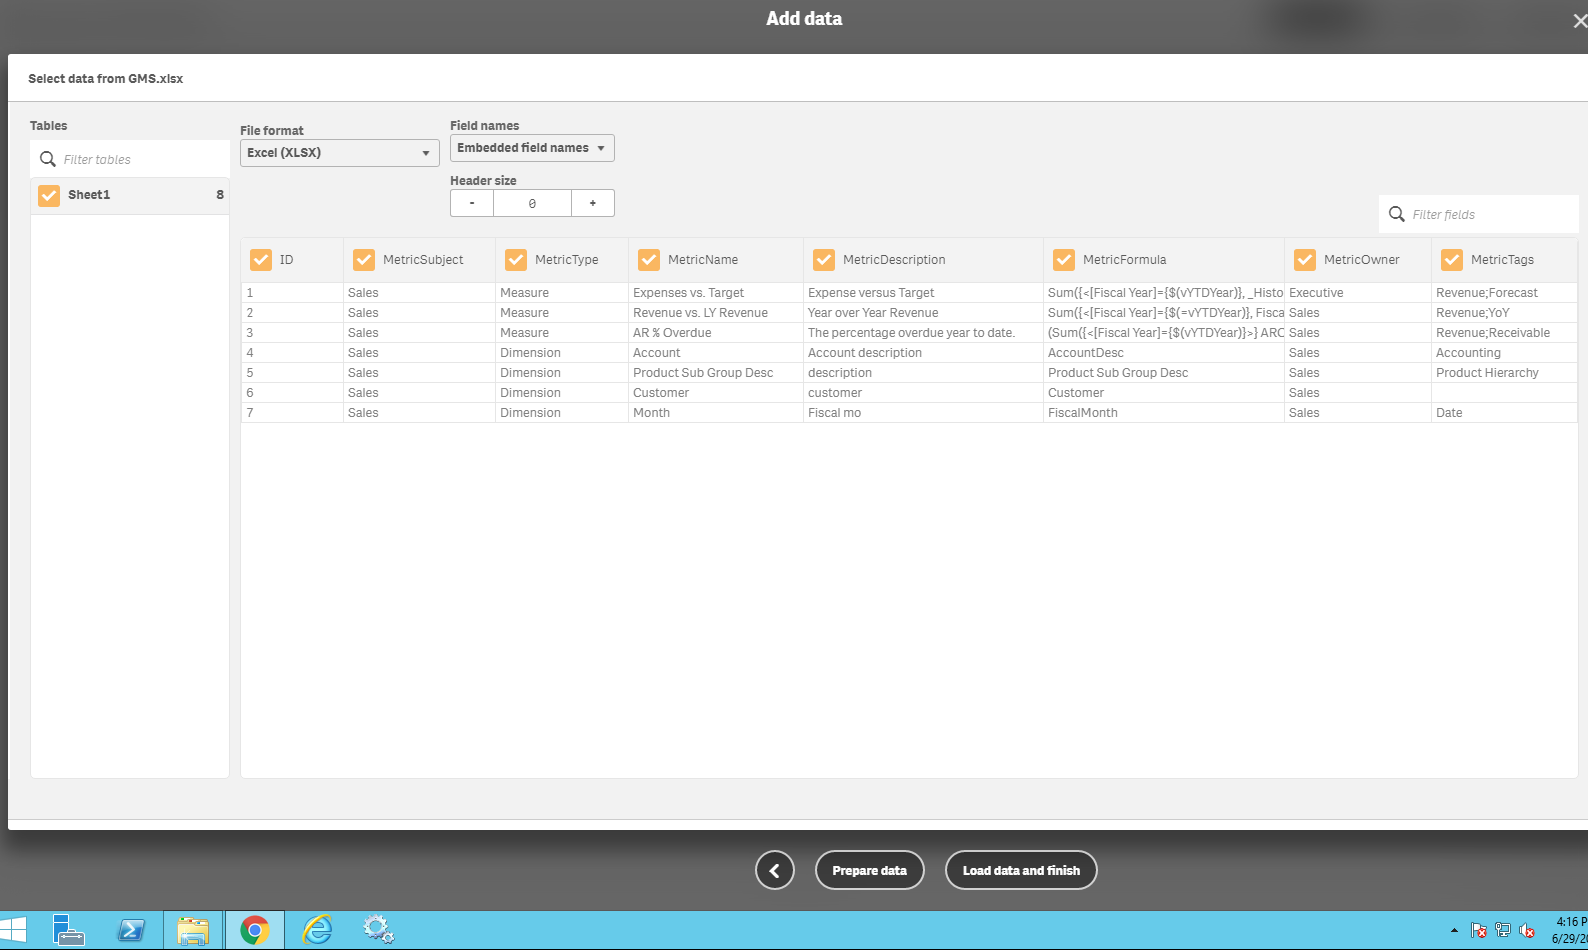 Add data
Select data from GMS.xlsx
Tables
File format
Field names
Filter tables
Excel (XLSX)
Embedded field names
Header size
Sheet1 8
- 0 +
Filter fields
ID MetricSubject MetricType MetricName MetricDescription MetricFormula MetricOwner MetricTags
1 Sales Measure Expenses vs. Target Expense versus Target Sum({<[Fiscal Year]={$(vYTDYear)}, _Histo Executive Revenue;Forecast
2 Sales Measure Revenue vs. LY Revenue Year over Year Revenue Sum({<[Fiscal Year]={$(=vYTDYear)}, Fisca Sales Revenue;YoY
3 Sales Measure AR % Overdue The percentage overdue year to date. (Sum({<[Fiscal Year]={$(vYTDYear)}>} ARC Sales Revenue;Receivable
4 Sales Dimension Account Account description AccountDesc Sales Accounting
5 Sales Dimension Product Sub Group Desc description Product Sub Group Desc Sales Product Hierarchy
6 Sales Dimension Customer customer Customer Sales
7 Sales Dimension Month Fiscal mo FiscalMonth Sales Date
Prepare data
Load data and finish
4:16 P
6/29/20